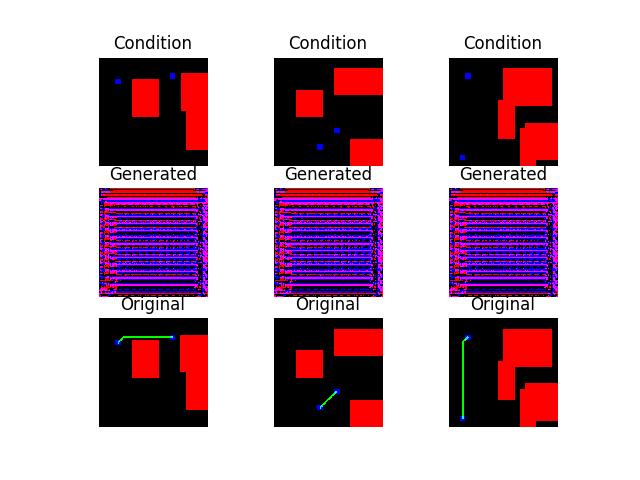 Condition Condition Condition
Generated Generated Generated
Original Original Original